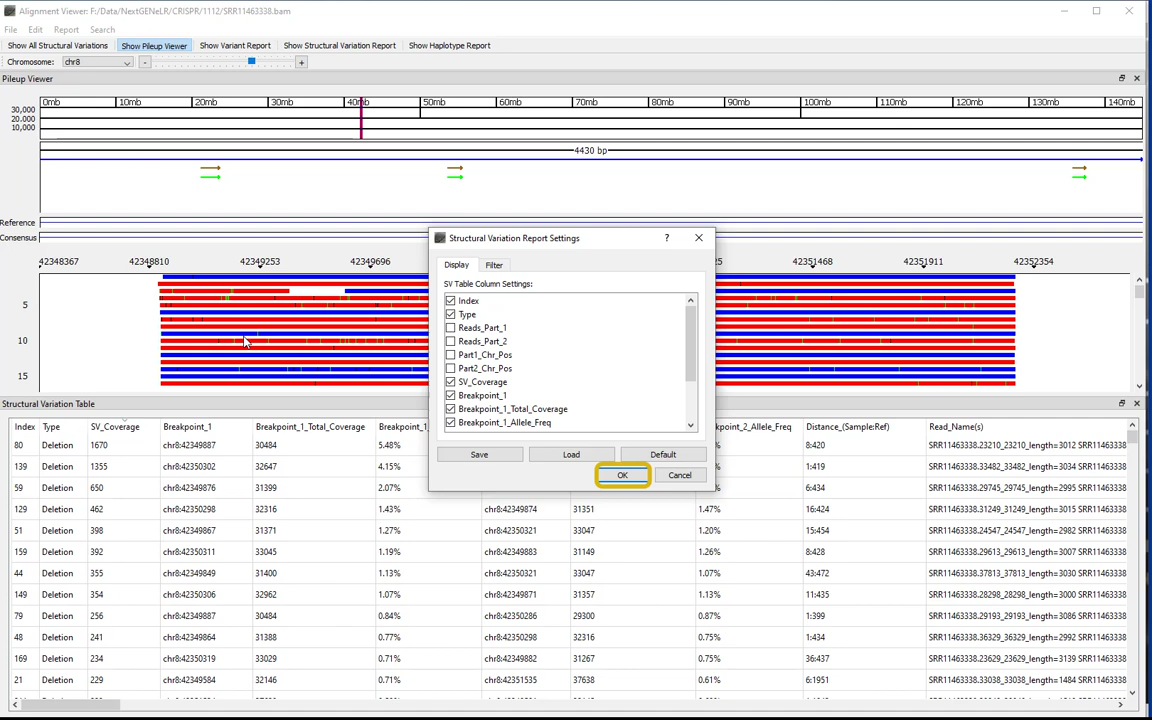 Alignment Viewer: F:/Data/NextGENeLR/CRISPR/1112/SRR11463338.bam
File Edit Report Search
Show All Structural Variations Show Pileup Viewer Show Variant Report Show Structural Variation Report Show Haplotype Report
Chromosome: chr8 - +
Pileup Viewer
0mb 10mb 20mb 30mb 40mb 50mb 60mb 70mb 80mb 90mb 100mb 110mb 120mb 130mb 140mb
30,000
20,000
10,000
4430 bp
Reference
Consensus
42348367 42348810 42349253 42349696 25 42351468 42351911 42352354
5
10
15
Structural Variation Report Settings ?
Display Filter
SV Table Column Settings:
Index
Type
Reads_Part_1
Reads_Part_2
Part1_Chr_Pos
Part2_Chr_Pos
SV_Coverage
Breakpoint_1
Breakpoint_1_Total_Coverage
Breakpoint_1_Allele_Freq
Save Load Default
OK Cancel
Structural Variation Table
Index Type SV_Coverage Breakpoint_1 Breakpoint_1_Total_Coverage Breakpoint_1_ kpoint_2_Allele_Freq Distance_(Sample:Ref) Read_Name(s)
80 Deletion 1670 chr8:42349887 30484 5.48% 8:420 SRR11463338.23210_23210_length=3012 SRR11463338
139 Deletion 1355 chr8:42350302 32647 4.15% % 1:419 SRR11463338.33482_33482_length=3034 SRR11463338
59 Deletion 650 chr8:42349876 31399 2.07% % 6:434 SRR11463338.29745_29745_length=2995 SRR11463338
129 Deletion 462 chr8:42350298 32316 1.43% chr8:42349874 31351 1.47% 16:424 SRR11463338.31249_31249_length=3015 SRR11463338
51 Deletion 398 chr8:42349867 31371 1.27% chr8:42350321 33047 1.20% 15:454 SRR11463338.24547_24547_length=2982 SRR11463338
159 Deletion 392 chr8:42350311 33045 1.19% chr8:42349883 31149 1.26% 8:428 SRR11463338.29613_29613_length=3007 SRR11463338
44 Deletion 355 chr8:42349849 31400 1.13% chr8:42350321 33047 1.07% 43:472 SRR11463338.37813_37813_length=3030 SRR11463338
149 Deletion 354 chr8:42350306 32962 1.07% chr8:42349871 31357 1.13% 11:435 SRR11463338.28298_28298_length=3000 SRR11463338
79 Deletion 256 chr8:42349887 30484 0.84% chr8:42350286 29300 0.87% 1:399 SRR11463338.29193_29193_length=3086 SRR11463338
48 Deletion 241 chr8:42349864 31388 0.77% chr8:42350298 32316 0.75% 1:434 SRR11463338.36329_36329_length=2992 SRR11463338
169 Deletion 234 chr8:42350319 33029 0.71% chr8:42349882 31267 0.75% 36:437 SRR11463338.23629_23629_length=3139 SRR11463338
21 Deletion 229 chr8:42349584 32146 0.71% chr8:42351535 37638 0.61% 6:1951 SRR11463338.33038_33038_length=1484 SRR11463338